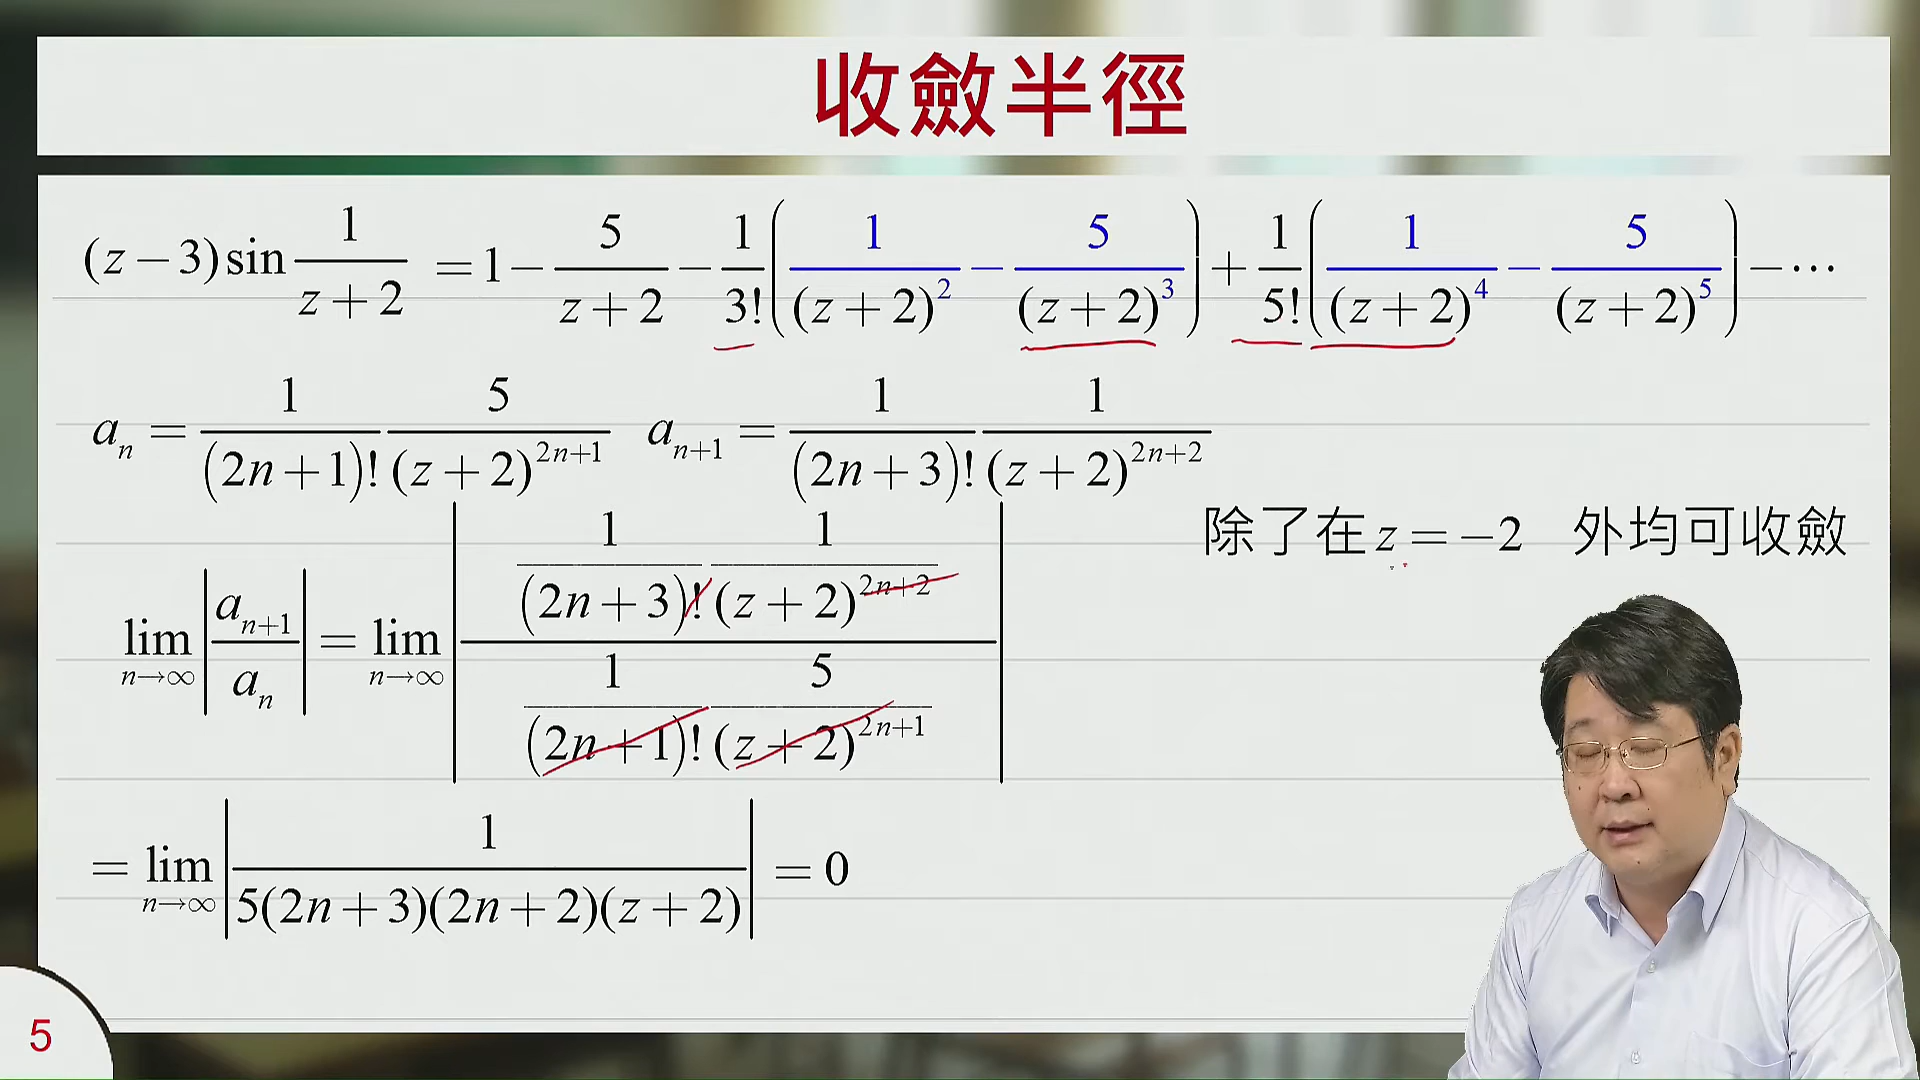 收斂半徑
(z−3)sin 1/(z+2) = 1 − 5/(z+2) − 1/3! (1/(z+2)^2 − 5/(z+2)^3) + 1/5! (1/(z+2)^4 − 5/(z+2)^5) − ⋯
a_n = 1/(2n+1)! 5/(z+2)^{2n+1} a_{n+1} = 1/(2n+3)! 1/(z+2)^{2n+2}
除了在 z = −2 外均可收斂
lim_{n→∞} |a_{n+1}/a_n| = lim_{n→∞} |(1/(2n+3)! 1/(z+2)^{2n+2})/(1/(2n+1)! 5/(z+2)^{2n+1})|
= lim_{n→∞} |1/(5(2n+3)(2n+2)(z+2))| = 0
5